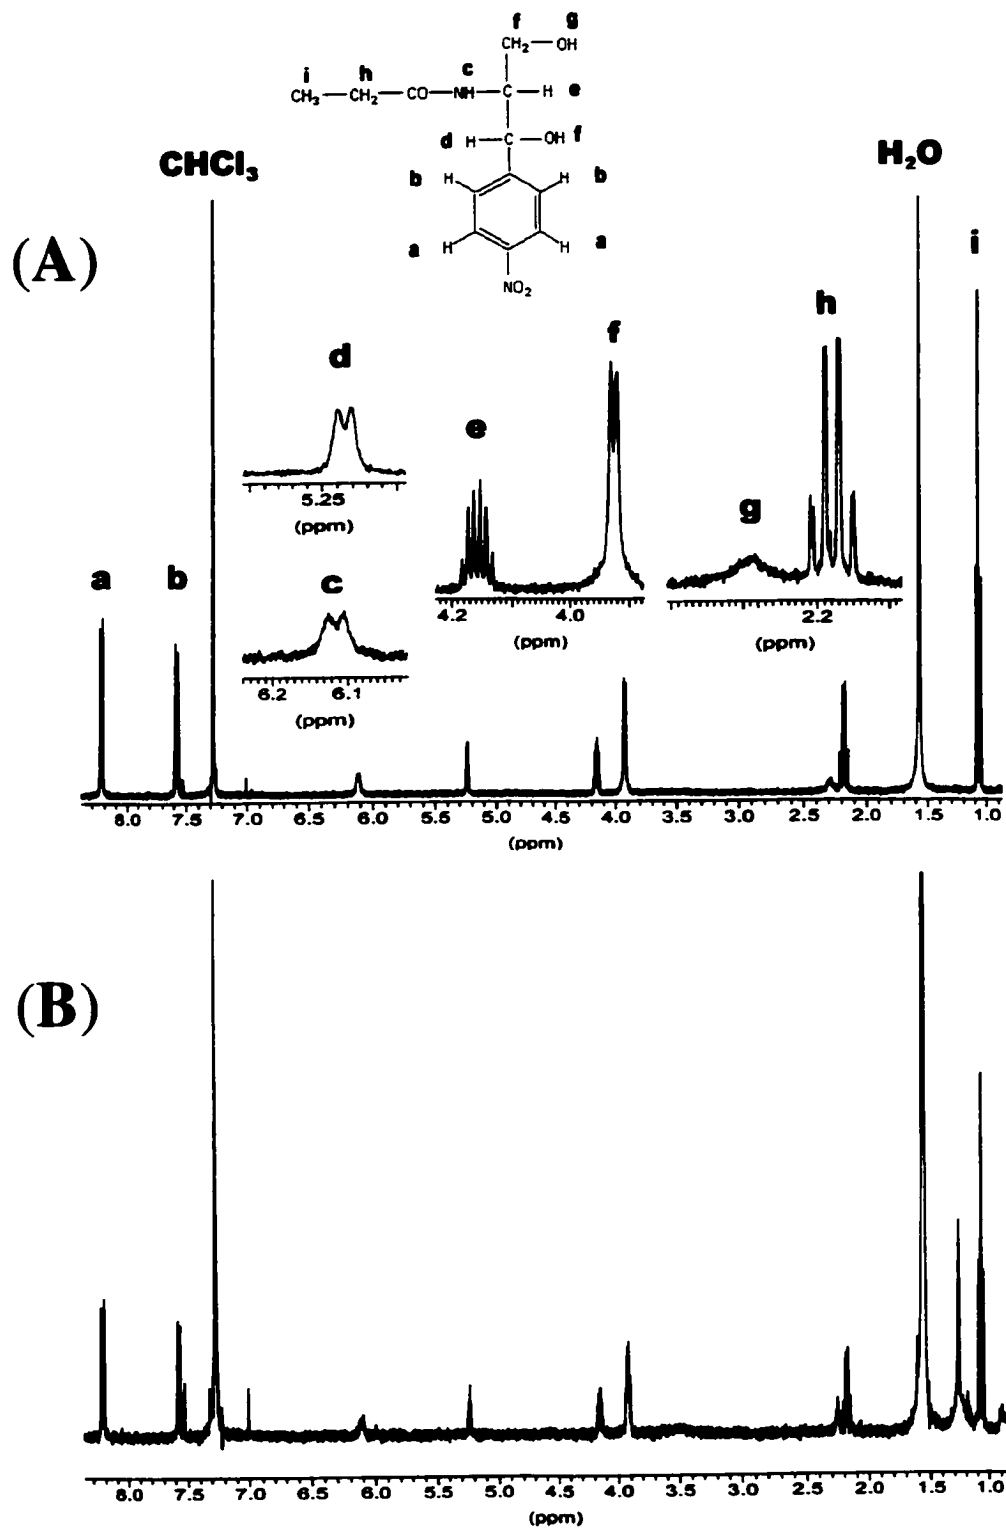 f g
CH2—OH
i h c
CH3—CH2—CO—NH—C—H e
d H—C—OH f
CHCl3
H2O
b H H b
a H H a
NO2
(A)
i
h
f
d
e
g
5.25
(ppm)
a b
c
4.2 4.0
(ppm)
2.2
(ppm)
6.2 6.1
(ppm)
8.0 7.5 7.0 6.5 6.0 5.5 5.0 4.5 4.0 3.5 3.0 2.5 2.0 1.5 1.0
(ppm)
(B)
8.0 7.5 7.0 6.5 6.0 5.5 5.0 4.5 4.0 3.5 3.0 2.5 2.0 1.5 1.0
(ppm)